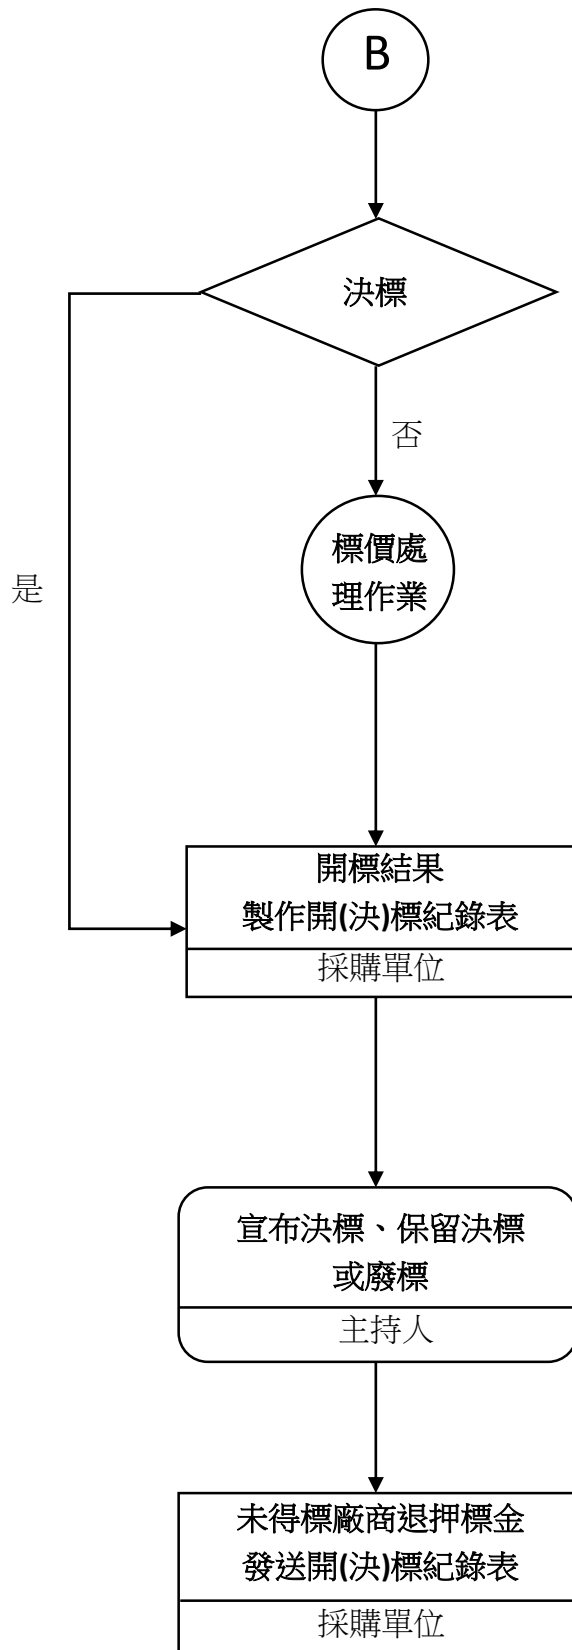 B
決標
否
標價處
理作業
是
開標結果
製作開(決)標紀錄表
採購單位
宣布決標、保留決標
或廢標
主持人
未得標廠商退押標金
發送開(決)標紀錄表
採購單位